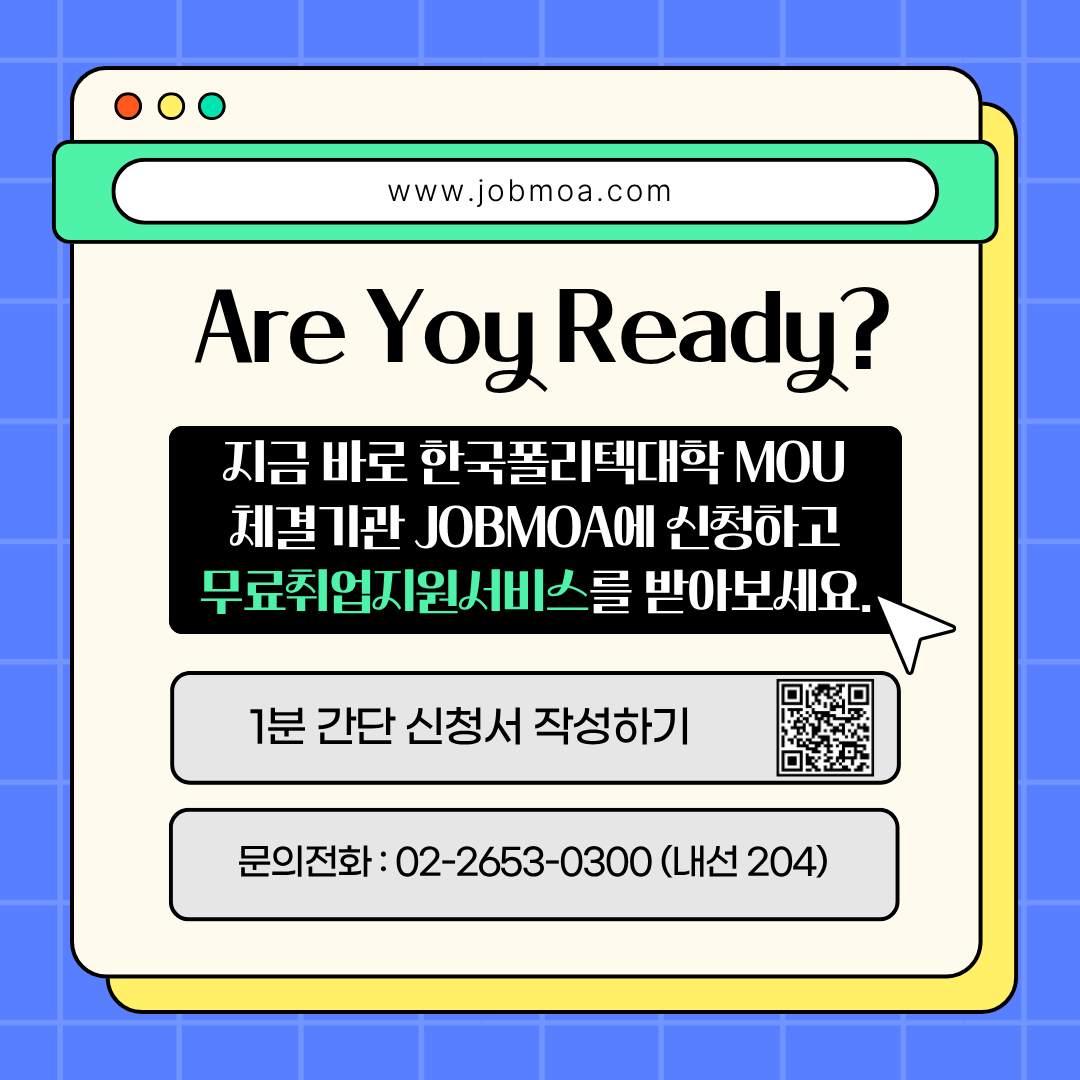 www.jobmoa.com
Are Yoy Ready?
지금 바로 한국폴리텍대학 MOU
체결기관 JOBMOA에 신청하고
무료취업지원서비스를 받아보세요.
1분 간단 신청서 작성하기
문의전화 : 02-2653-0300 (내선 204)